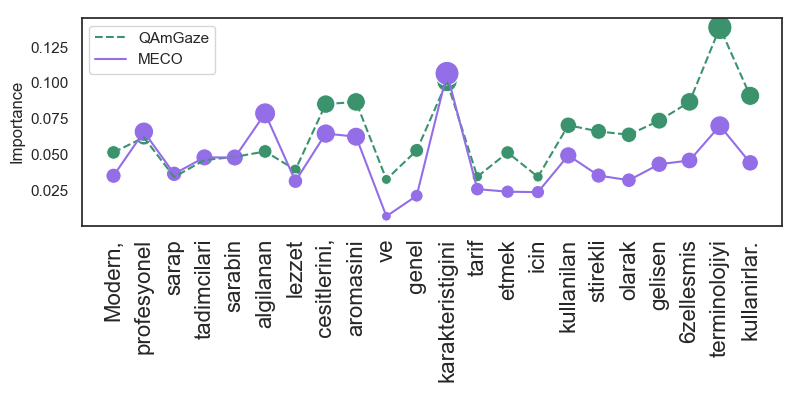 QAmGaze
MECO
Importance
0.125
0.100
0.075
0.050
0.025
Modern,
profesyonel
sarap
tadimcilari
sarabin
algilanan
lezzet
cesitlerini,
aromasini
ve
genel
karakteristigini
tarif
etmek
icin
kullanilan
stirekli
olarak
gelisen
6zellesmis
terminolojiyi
kullanirlar.